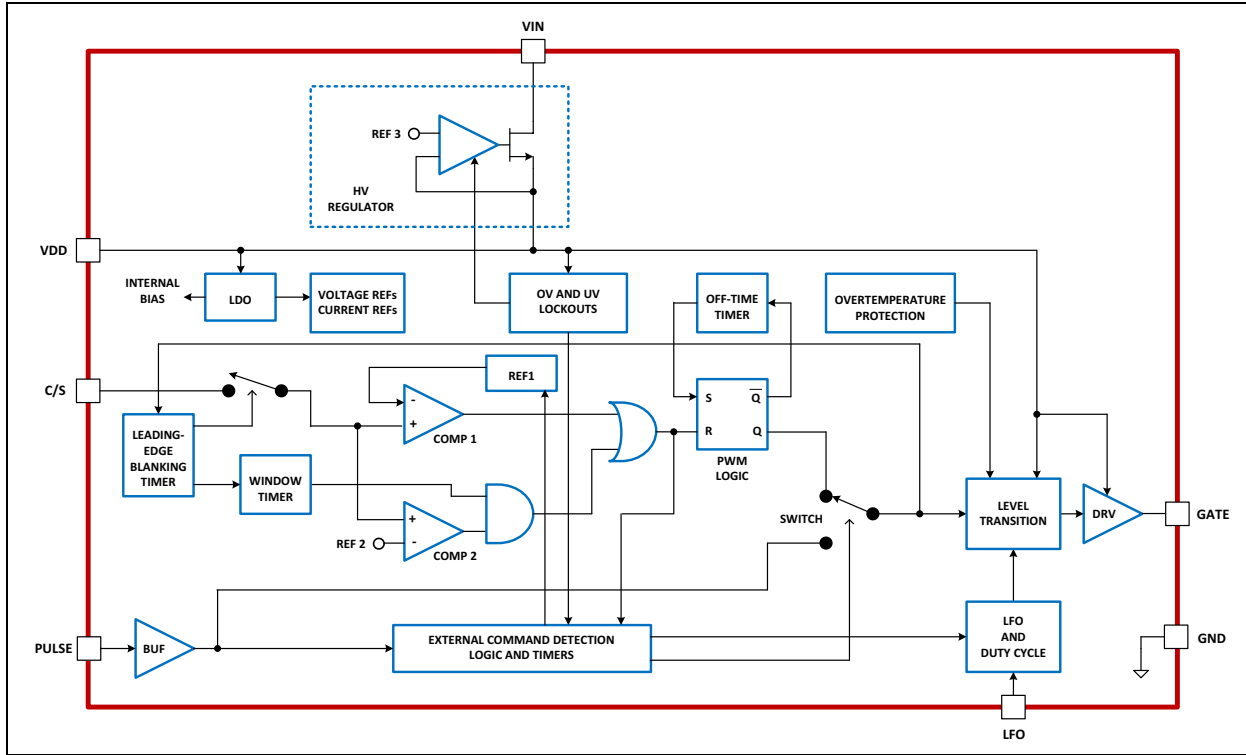 VIN
REF 3
HV
REGULATOR
VDD
INTERNAL
BIAS
LDO
VOLTAGE REFs
CURRENT REFs
OV AND UV
LOCKOUTS
OFF-TIME
TIMER
OVERTEMPERATURE
PROTECTION
C/S
REF1
-
+
COMP 1
S
Q
R
Q
PWM
LOGIC
LEADING-
EDGE
BLANKING
TIMER
WINDOW
TIMER
+
-
REF 2
COMP 2
SWITCH
LEVEL
TRANSITION
DRV
GATE
PULSE
BUF
EXTERNAL COMMAND DETECTION
LOGIC AND TIMERS
LFO
AND
DUTY CYCLE
GND
LFO